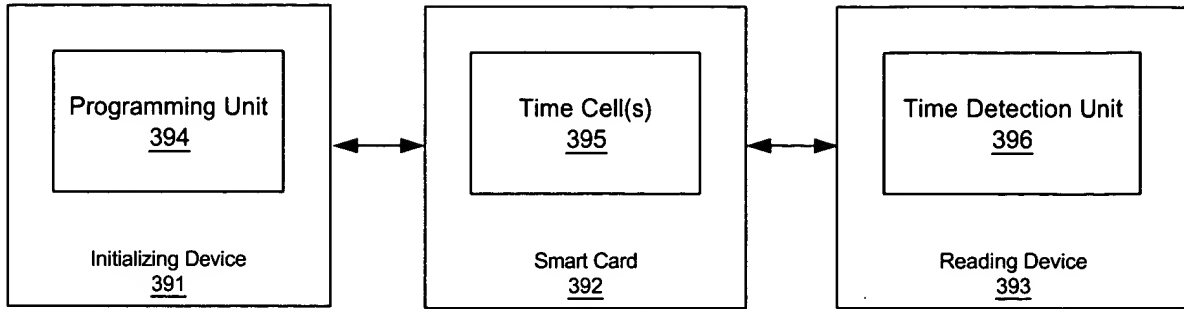 Programming Unit
394
Initializing Device
391
Time Cell(s)
395
Smart Card
392
Time Detection Unit
396
Reading Device
393